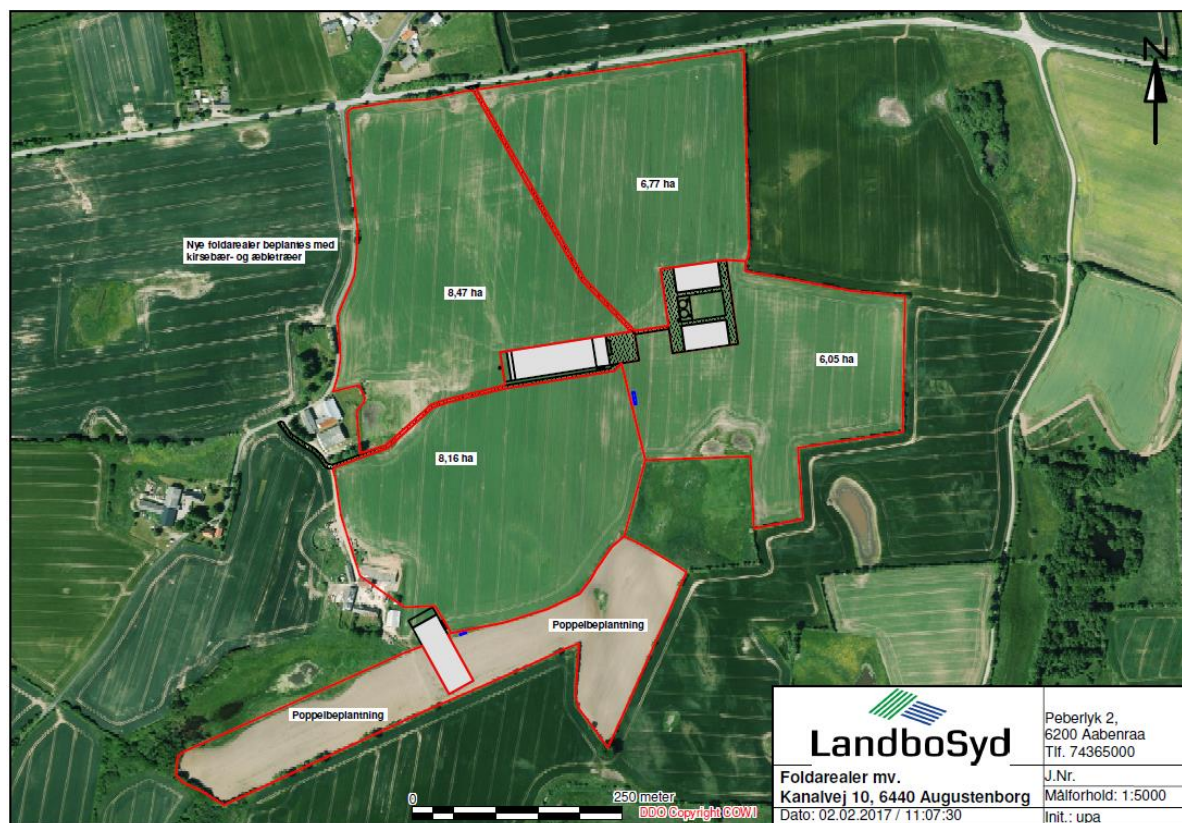 N
6,77 ha
Nye foldarealer beplantes med
kirsebær- og æbletræer
8,47 ha
6,05 ha
8,16 ha
Poppelbeplantning
Poppelbeplantning
0
250 meter
DDO Copyright COWI
LandboSyd
Peberlyk 2,
6200 Aabenraa
Tlf. 74365000
Foldarealer mv.
Kanalvej 10, 6440 Augustenborg
Dato: 02.02.2017 / 11:07:30
J.Nr.
Målforhold: 1:5000
Init.: upa